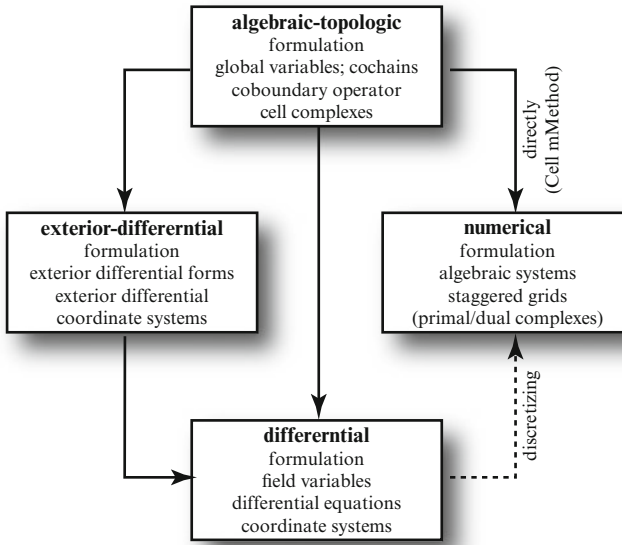 algebraic-topologic
formulation
global variables; cochains
coboundary operator
cell complexes
directly
(Cell mMethod)
exterior-differerntial
formulation
exterior differential forms
exterior differential
coordinate systems
numerical
formulation
algebraic systems
staggered grids
(primal/dual complexes)
discretizing
differerntial
formulation
field variables
differential equations
coordinate systems